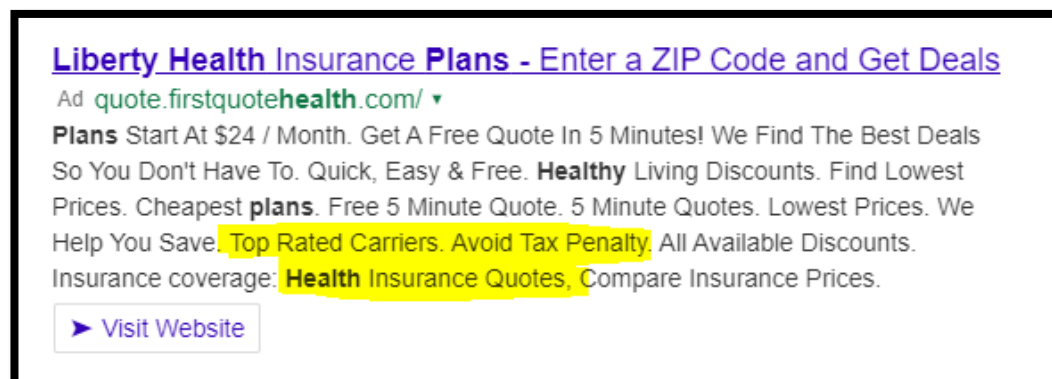 Liberty Health Insurance Plans - Enter a ZIP Code and Get Deals
Ad quote.firstquotehealth.com/ ▾
Plans Start At $24 / Month. Get A Free Quote In 5 Minutes! We Find The Best Deals
So You Don't Have To. Quick, Easy & Free. Healthy Living Discounts. Find Lowest
Prices. Cheapest plans. Free 5 Minute Quote. 5 Minute Quotes. Lowest Prices. We
Help You Save. Top Rated Carriers. Avoid Tax Penalty. All Available Discounts.
Insurance coverage: Health Insurance Quotes, Compare Insurance Prices.
➤ Visit Website